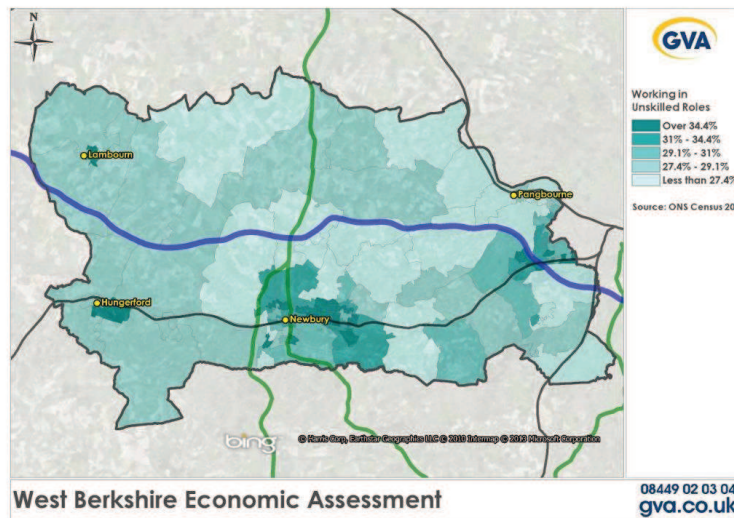 N
GVA
Working in
Unskilled Roles
Over 34.4%
31% - 34.4%
29.1% - 31%
27.4% - 29.1%
Less than 27.4%
Source: ONS Census 20
Lambourn
Pangbourne
Hungerford
Newbury
bing
© Harris Corp, Earthstar Geographics LLC © 2010 Intermap © 2013 Microsoft Corporation
West Berkshire Economic Assessment
08449 02 03 04
gva.co.uk